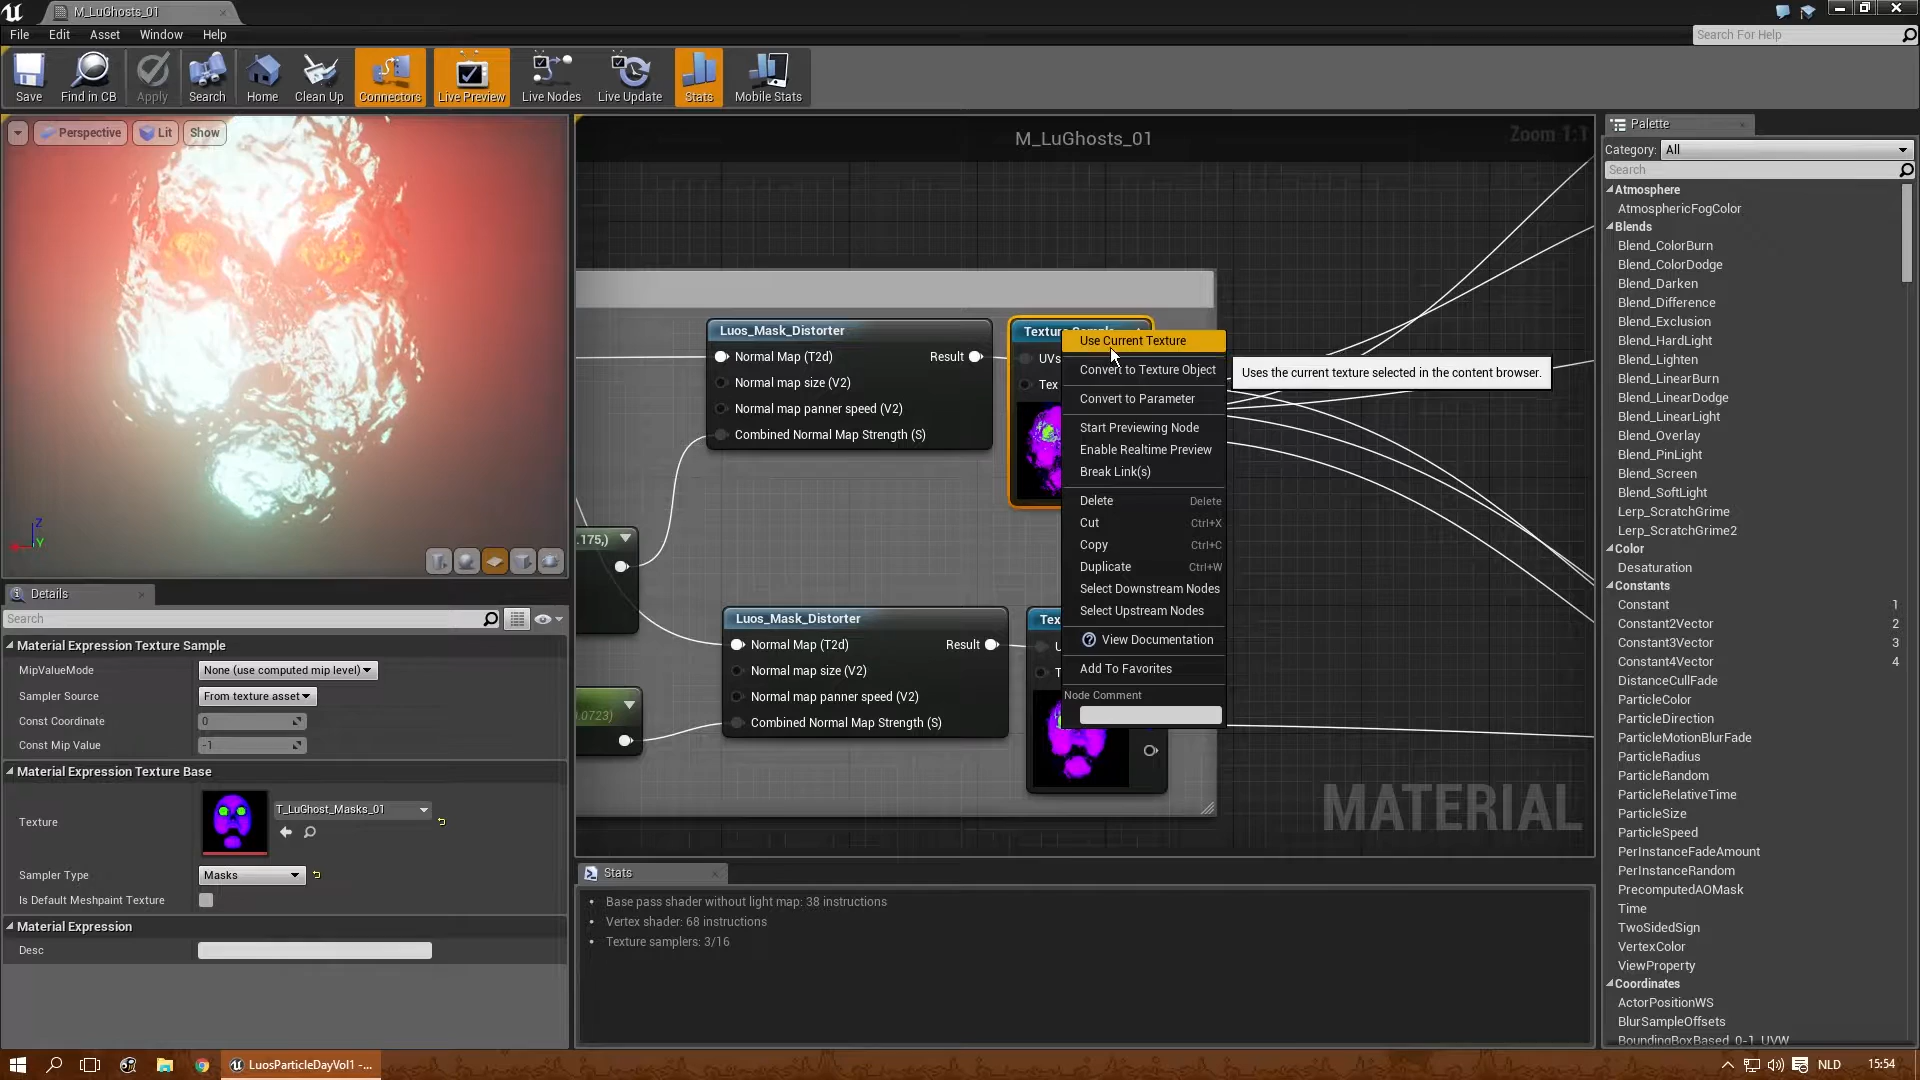 M_LuGhosts_01
File Edit Asset Window Help
Search For Help
Save Find in CB Apply Search Home Clean Up Connectors Live Preview Live Nodes Live Update Stats Mobile Stats
Perspective Lit Show
Z
Y
M_LuGhosts_01
Zoom 1:1
Luos_Mask_Distorter
Normal Map (T2d) Result
Normal map size (V2)
Normal map panner speed (V2)
Combined Normal Map Strength (S)
Texture Sample
UVs
Tex
.175,)
Luos_Mask_Distorter
Normal Map (T2d) Result
Normal map size (V2)
Normal map panner speed (V2)
Combined Normal Map Strength (S)
.0723)
Tex
U
T
Use Current Texture
Convert to Texture Object
Convert to Parameter
Start Previewing Node
Enable Realtime Preview
Break Link(s)
Delete Delete
Cut Ctrl+X
Copy Ctrl+C
Duplicate Ctrl+W
Select Downstream Nodes
Select Upstream Nodes
View Documentation
Add To Favorites
Node Comment
Uses the current texture selected in the content browser.
MATERIAL
Details
Search
Material Expression Texture Sample
MipValueMode None (use computed mip level)
Sampler Source From texture asset
Const Coordinate 0
Const Mip Value -1
Material Expression Texture Base
Texture T_LuGhost_Masks_01
Sampler Type Masks
Is Default Meshpaint Texture
Material Expression
Desc
Stats
Base pass shader without light map: 38 instructions
Vertex shader: 68 instructions
Texture samplers: 3/16
Palette
Category: All
Search
Atmosphere
AtmosphericFogColor
Blends
Blend_ColorBurn
Blend_ColorDodge
Blend_Darken
Blend_Difference
Blend_Exclusion
Blend_HardLight
Blend_Lighten
Blend_LinearBurn
Blend_LinearDodge
Blend_LinearLight
Blend_Overlay
Blend_PinLight
Blend_Screen
Blend_SoftLight
Lerp_ScratchGrime
Lerp_ScratchGrime2
Color
Desaturation
Constants
Constant 1
Constant2Vector 2
Constant3Vector 3
Constant4Vector 4
DistanceCullFade
ParticleColor
ParticleDirection
ParticleMotionBlurFade
ParticleRadius
ParticleRandom
ParticleRelativeTime
ParticleSize
ParticleSpeed
PerInstanceFadeAmount
PerInstanceRandom
PrecomputedAOMask
Time
TwoSidedSign
VertexColor
ViewProperty
Coordinates
ActorPositionWS
BlurSampleOffsets
BoundingBoxBased_0-1_UVW
LuosParticleDayVol1 -...
NLD 15:54